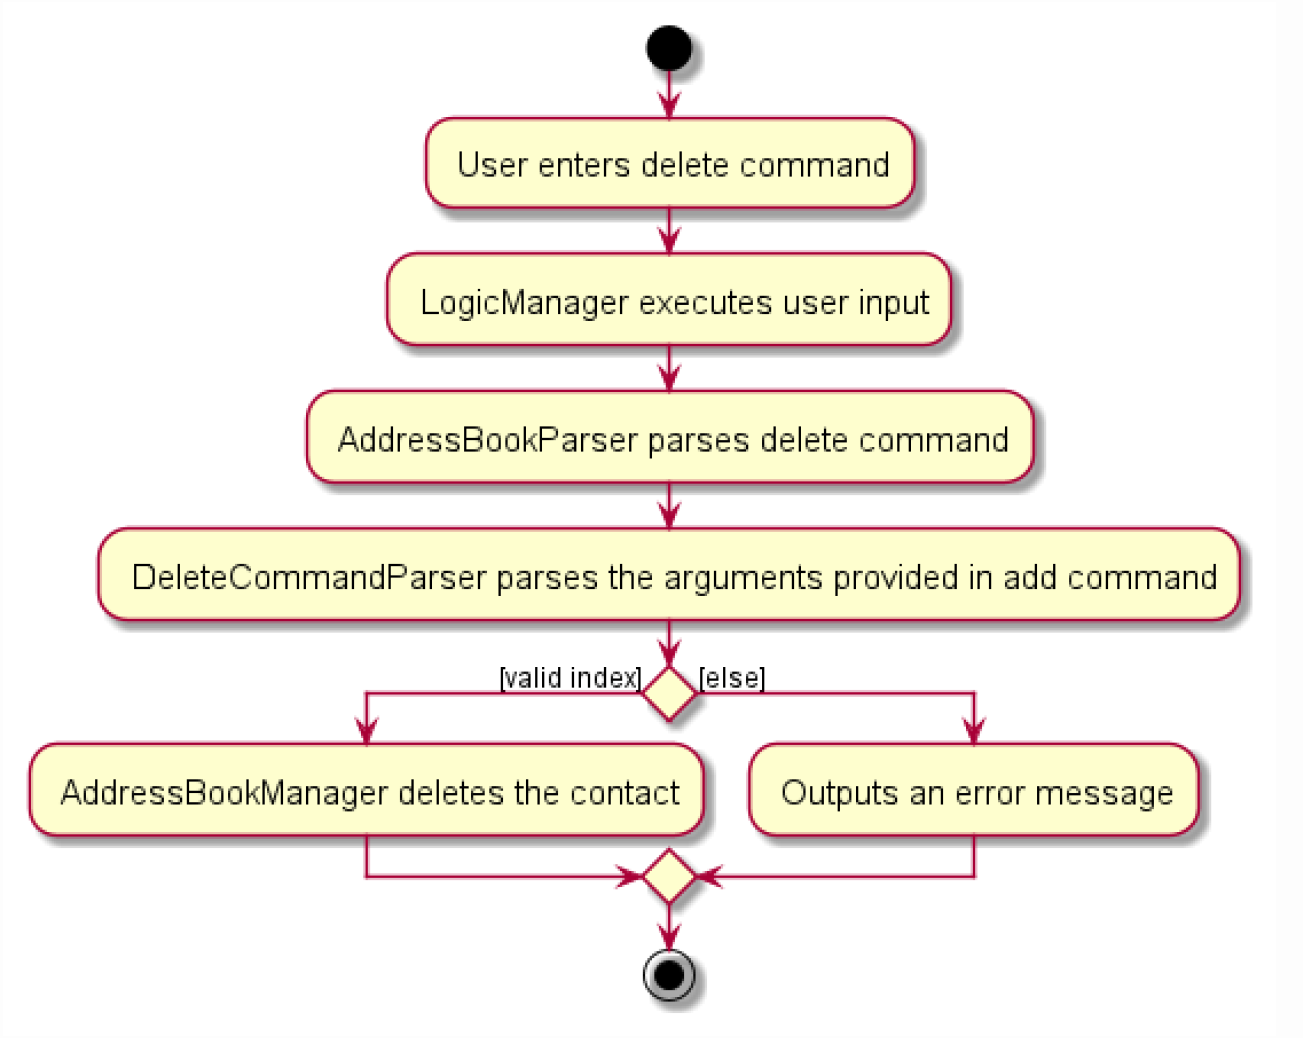 User enters delete command
LogicManager executes user input
AddressBookParser parses delete command
DeleteCommandParser parses the arguments provided in add command
[valid index]
[else]
AddressBookManager deletes the contact
Outputs an error message